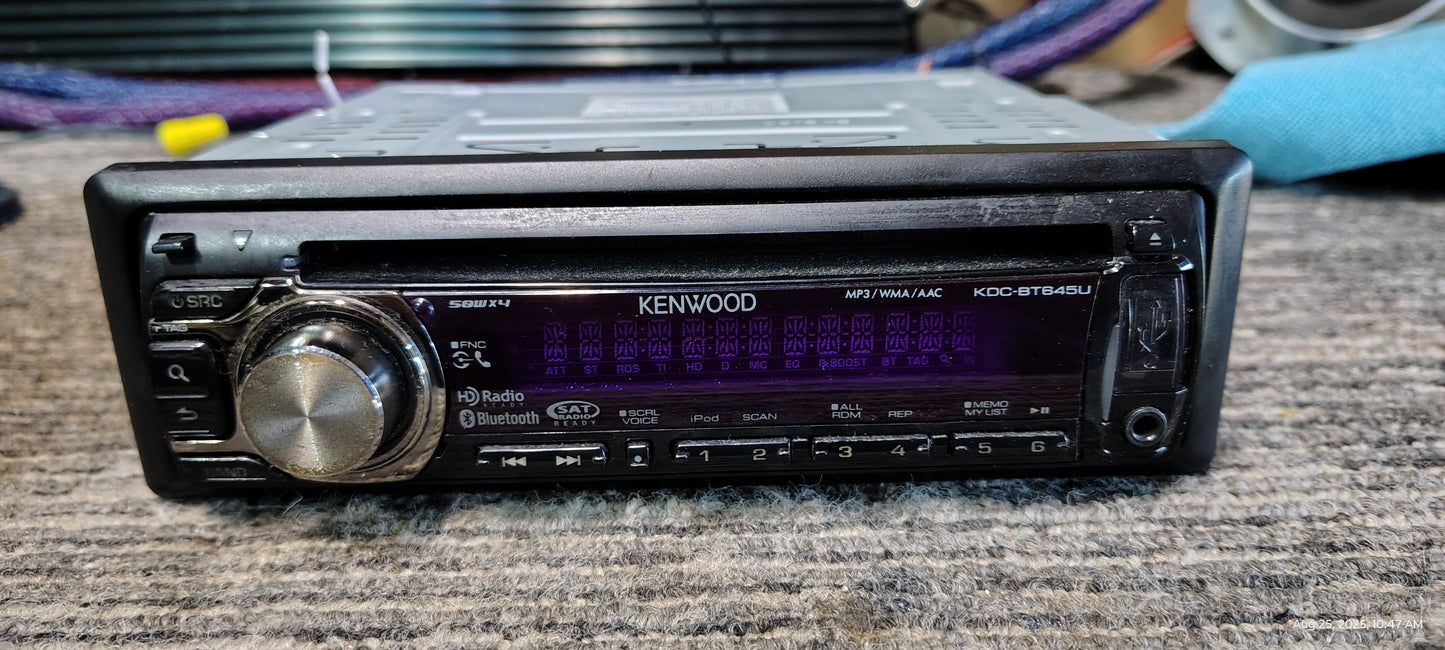 SRC
TAG
50W x4
KENWOOD
MP3/WMA/AAC
KDC-BT645U
FNC
ATT ST RDS TI HD D MC EG B.BOOST BT TAG
HD Radio
READY
Bluetooth
SAT
RADIO
READY
SCRL
VOICE
iPod
SCAN
ALL
RDM
REP
MEMO
MY LIST
BAND
1 2 3 4 5 6
Aug 25, 2025, 10:47 AM